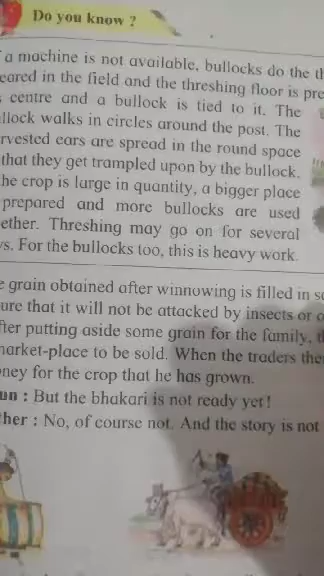 Do you know ?
a machine is not available, bullocks do the
eared in the field and the threshing floor is
centre and a bullock is tied to it. The
llock walks in circles around the post. The
rvested ears are spread in the round space
that they get trampled upon by the bullock.
he crop is large in quantity, a bigger place
prepared and more bullocks are used
ether. Threshing may go on for several
s. For the bullocks too, this is heavy work.
grain obtained after winnowing is filled in
ure that it will not be attacked by insects or
fter putting aside some grain for the family,
market-place to be sold. When the traders
ney for the crop that he has grown.
un : But the bhakari is not ready yet!
her : No, of course not. And the story is not